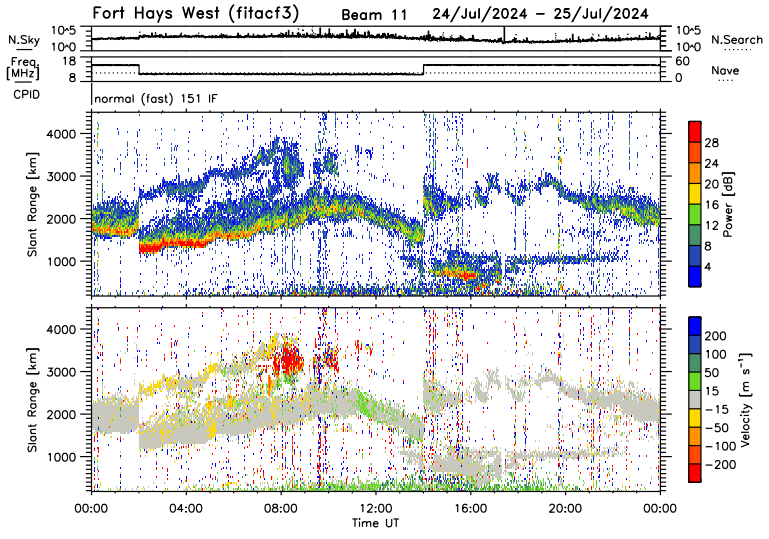 Fort Hays West (fitacf3) Beam 11 24/Jul/2024 - 25/Jul/2024
N.Sky 10^5 10^0 10^5 10^0 N.Search
Freq. [MHz] 18 8 60 0 Nave
CPID normal (fast) 151 IF
Slant Range [km] 4000 3000 2000 1000
28 24 20 16 12 8 4 Power [dB]
Slant Range [km] 4000 3000 2000 1000
200 100 50 15 -15 -50 -100 -200 Velocity [m s⁻¹]
00:00 04:00 08:00 12:00 16:00 20:00 00:00
Time UT